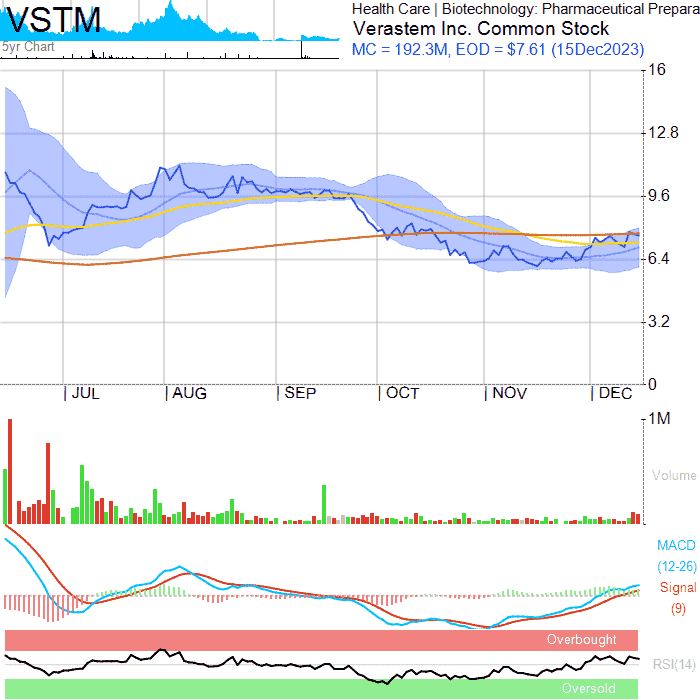 VSTM
5yr Chart
Health Care | Biotechnology: Pharmaceutical Prepara
Verastem Inc. Common Stock
MC = 192.3M, EOD = $7.61 (15Dec2023)
16
12.8
9.6
6.4
3.2
0
| JUL | AUG | SEP | OCT | NOV | DEC
1M
Volume
MACD
(12-26)
Signal
(9)
Overbought
RSI(14)
Oversold